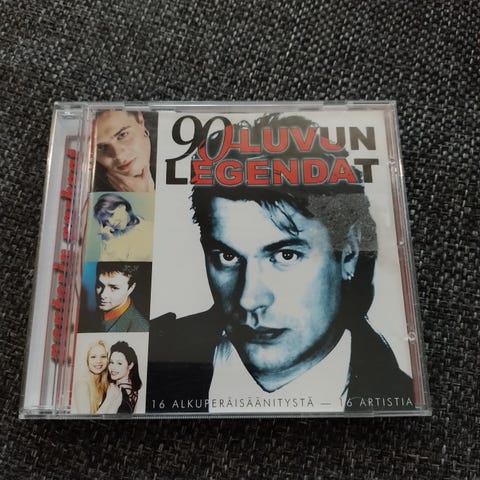 90-LUVUN
LEGENDAT
16 ALKUPERÄISÄÄNITYSTÄ — 16 ARTISTIA